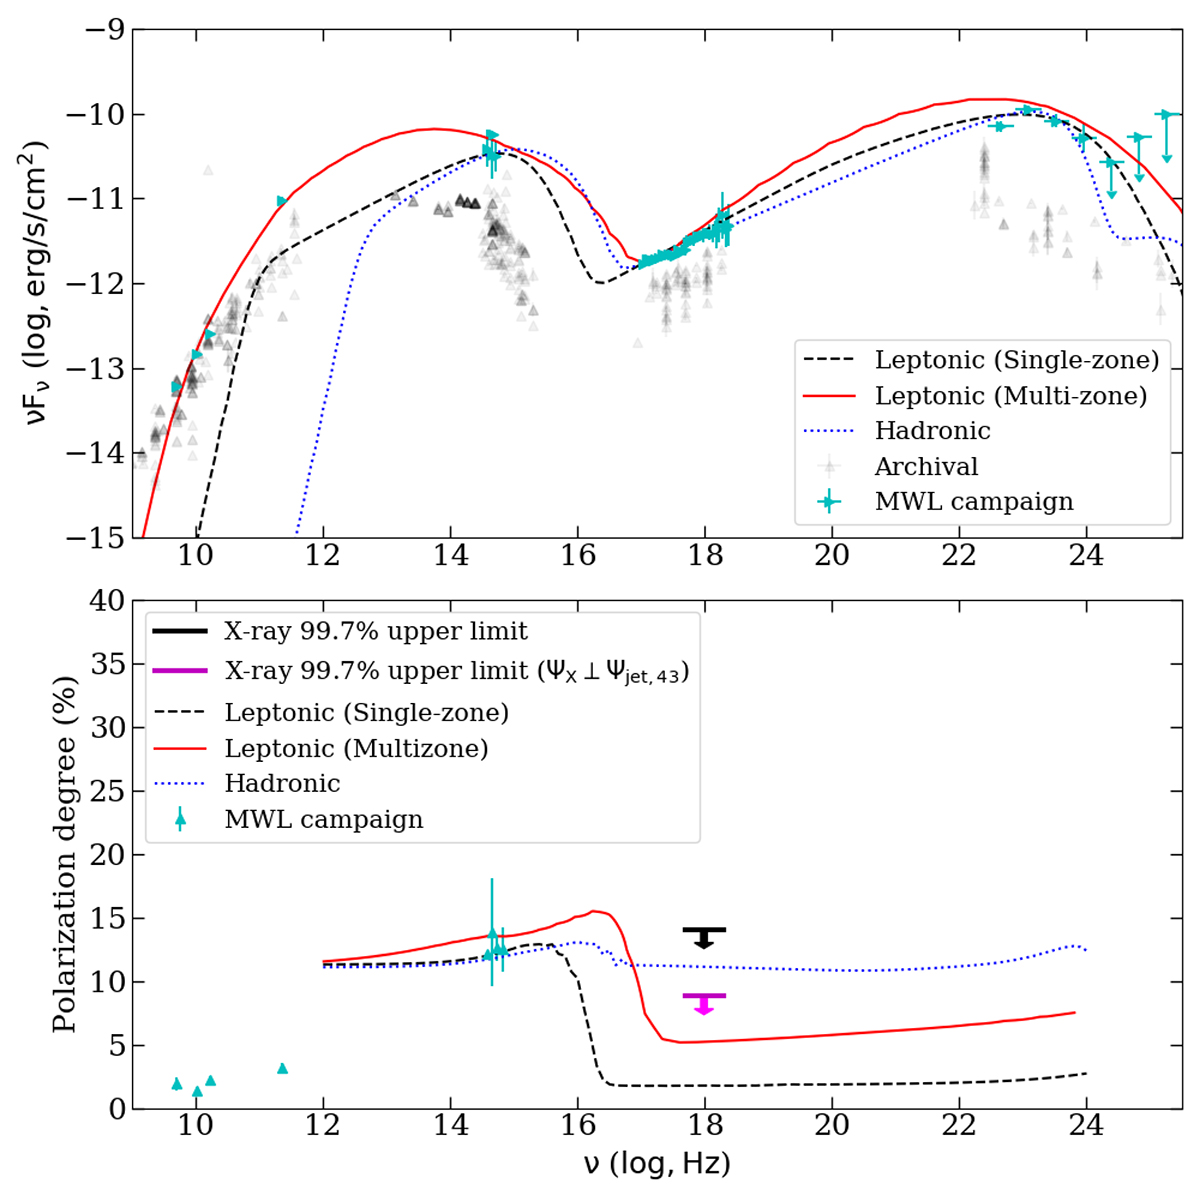 −9
−10
−11
−12
−13
−14
−15
νFν (log, erg/s/cm²)
10 12 14 16 18 20 22 24
Leptonic (Single-zone)
Leptonic (Multi-zone)
Hadronic
Archival
MWL campaign
40
35
30
25
20
15
10
5
0
Polarization degree (%)
X-ray 99.7% upper limit
X-ray 99.7% upper limit (ΨX ⊥ Ψjet, 43)
Leptonic (Single-zone)
Leptonic (Multizone)
Hadronic
MWL campaign
10 12 14 16 18 20 22 24
ν (log, Hz)